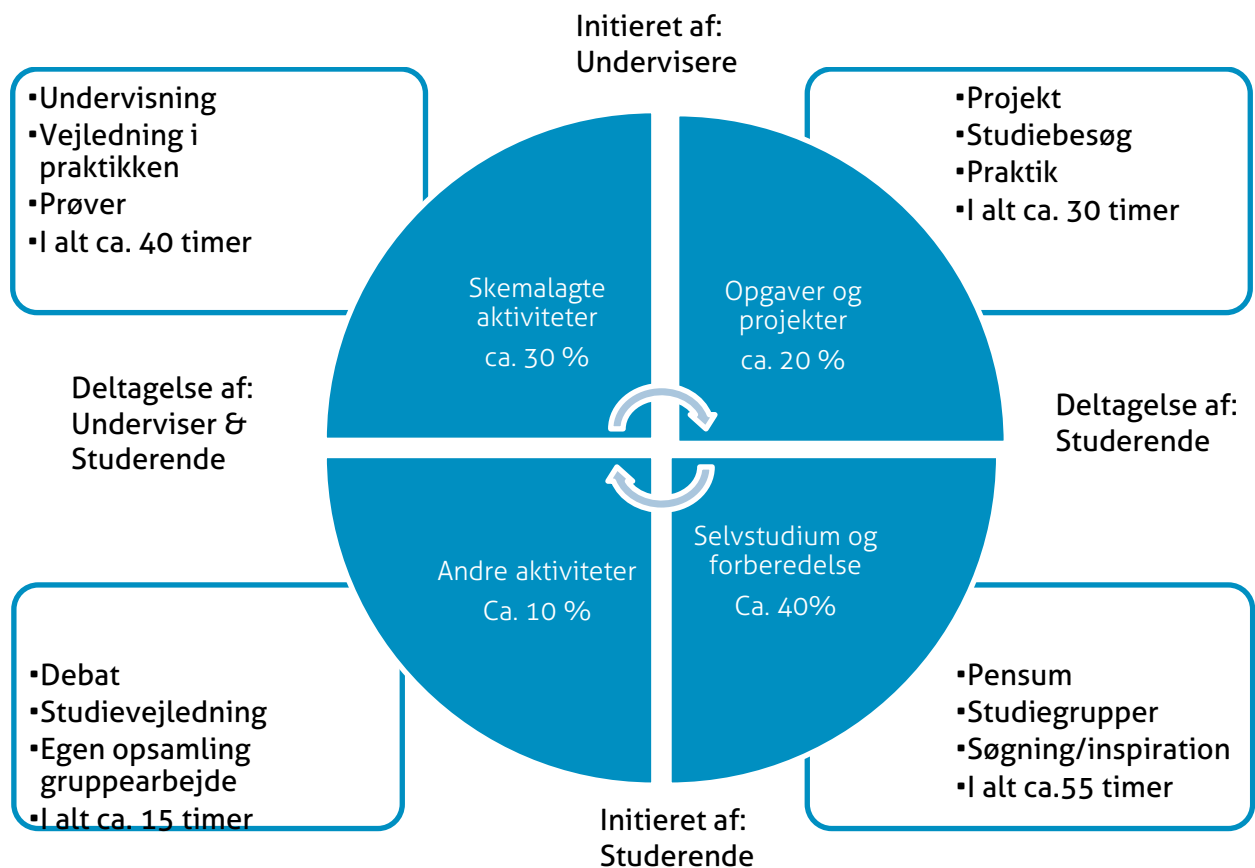 Initieret af:
Undervisere
▪Undervisning
▪Vejledning i
praktikken
▪Prøver
▪I alt ca. 40 timer
▪Projekt
▪Studiebesøg
▪Praktik
▪I alt ca. 30 timer
Skemalagte
aktiviteter
ca. 30 %
Opgaver og
projekter
ca. 20 %
Deltagelse af:
Underviser &
Studerende
Deltagelse af:
Studerende
Andre aktiviteter
Ca. 10 %
Selvstudium og
forberedelse
Ca. 40%
▪Debat
▪Studievejledning
▪Egen opsamling
gruppearbejde
▪I alt ca. 15 timer
▪Pensum
▪Studiegrupper
▪Søgning/inspiration
▪I alt ca.55 timer
Initieret af:
Studerende